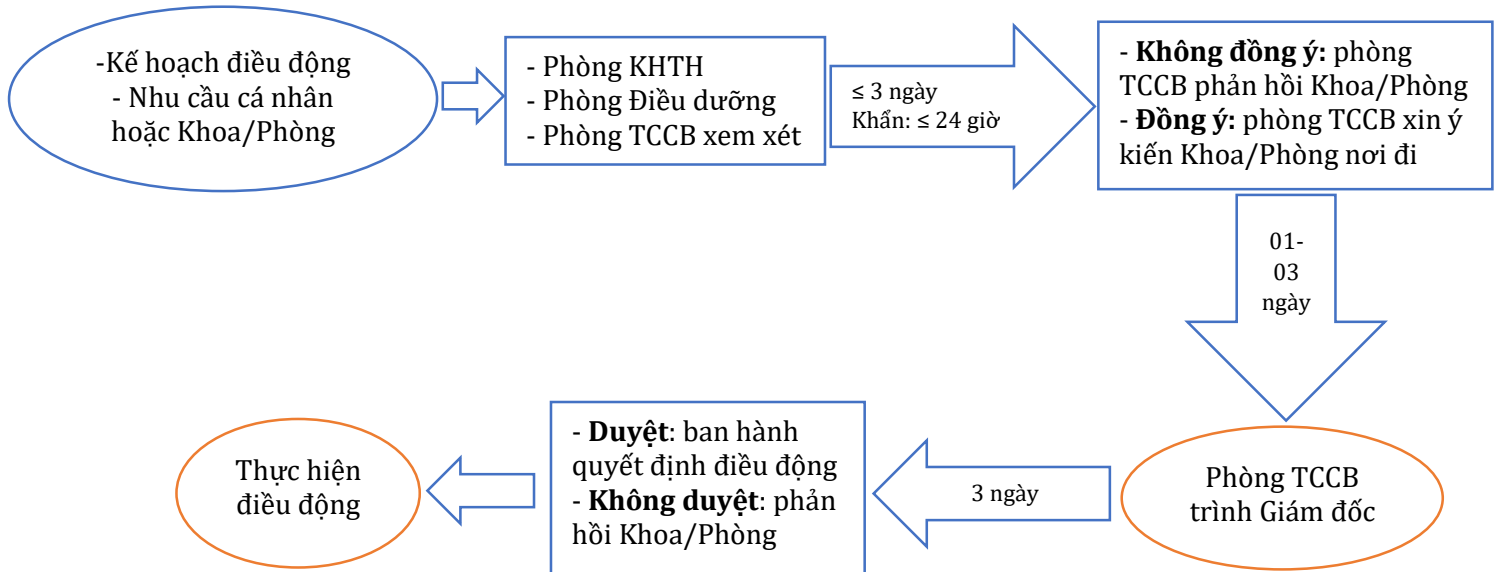 -Kế hoạch điều động
- Nhu cầu cá nhân
hoặc Khoa/Phòng
- Phòng KHTH
- Phòng Điều dưỡng
- Phòng TCCB xem xét
≤ 3 ngày
Khẩn: ≤ 24 giờ
- Không đồng ý: phòng
TCCB phản hồi Khoa/Phòng
- Đồng ý: phòng TCCB xin ý
kiến Khoa/Phòng nơi đi
01-
03
ngày
Phòng TCCB
trình Giám đốc
3 ngày
- Duyệt: ban hành
quyết định điều động
- Không duyệt: phản
hồi Khoa/Phòng
Thực hiện
điều động